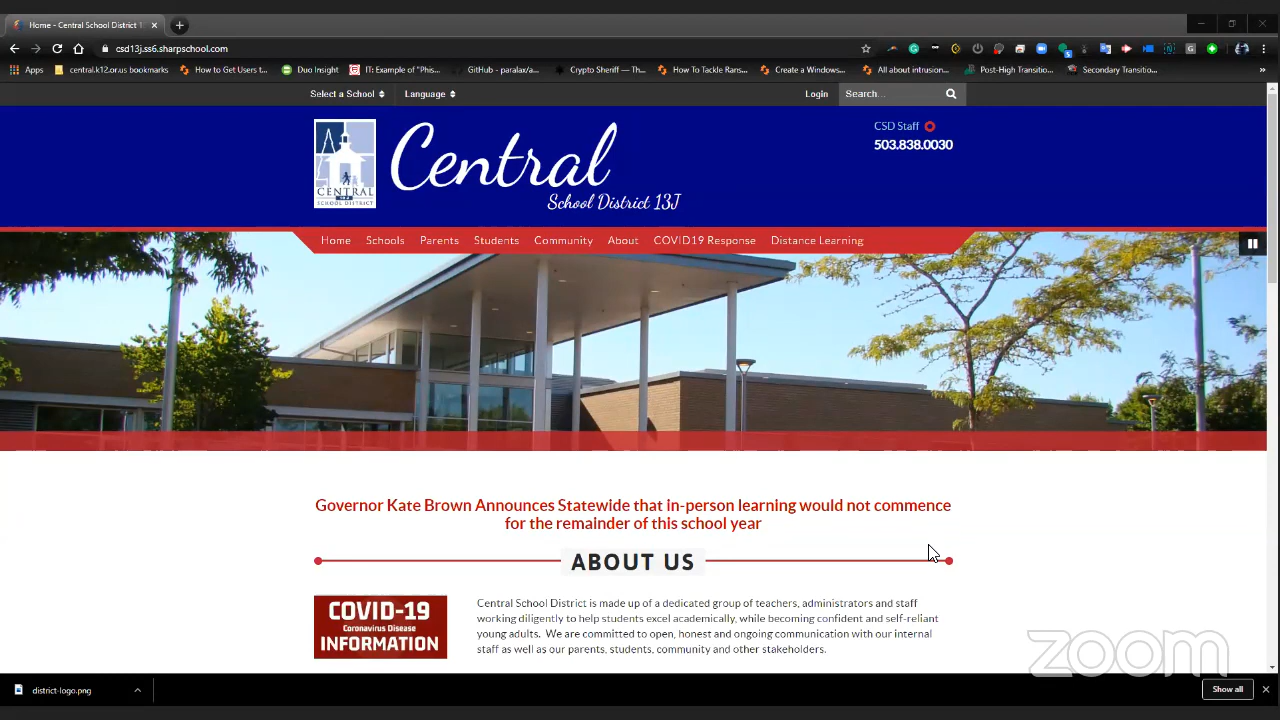 Home - Central School District 1
csd13j.ss6.sharpschool.com
Apps
central.k12.or.us bookmarks
How to Get Users t...
Duo Insight
IT: Example of "Phis...
GitHub - paralax/a...
Crypto Sheriff — Th...
How To Tackle Rans...
Create a Windows...
All about intrusion...
Post-High Transitio...
Secondary Transitio...
Select a School
Language
Login
Search...
CENTRAL
SCHOOL DISTRICT
Central
School District 13J
CSD Staff
503.838.0030
Home Schools Parents Students Community About COVID19 Response Distance Learning
Governor Kate Brown Announces Statewide that in-person learning would not commence
for the remainder of this school year
ABOUT US
COVID-19
Coronavirus Disease
INFORMATION
Central School District is made up of a dedicated group of teachers, administrators and staff
working diligently to help students excel academically, while becoming confident and self-reliant
young adults. We are committed to open, honest and ongoing communication with our internal
staff as well as our parents, students, community and other stakeholders.
zoom
district-logo.png
Show all